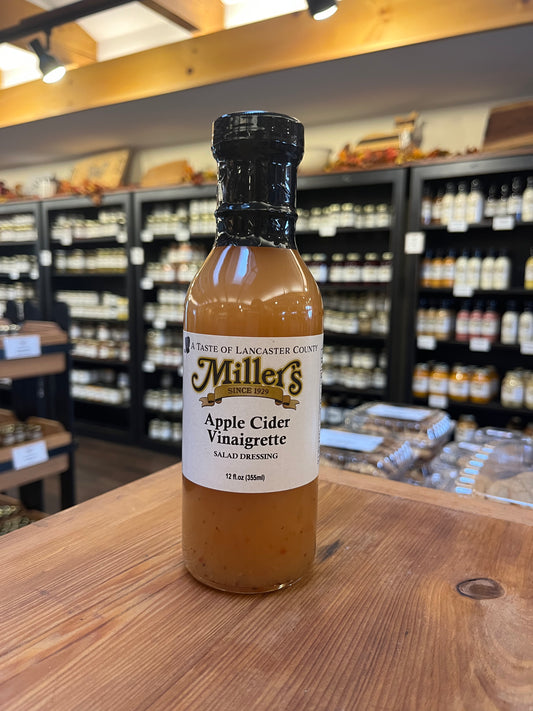 A Taste of Lancaster County
Miller's
SINCE 1929
Apple Cider
Vinaigrette
SALAD DRESSING
12 fl.oz (355ml)